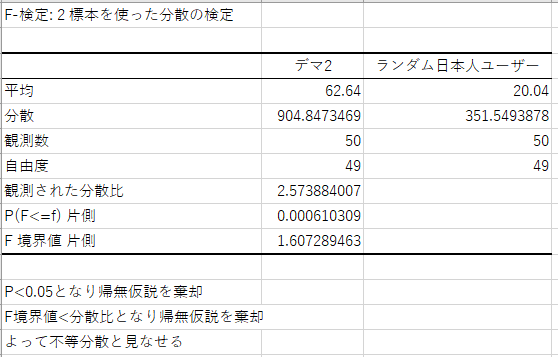 F-検定: 2 標本を使った分散の検定
デマ2 ランダム日本人ユーザー
平均 62.64 20.04
分散 904.8473469 351.5493878
観測数 50 50
自由度 49 49
観測された分散比 2.573884007
P(F<=f) 片側 0.000610309
F 境界値 片側 1.607289463
P<0.05となり帰無仮説を棄却
F境界値<分散比となり帰無仮説を棄却
よって不等分散と見なせる